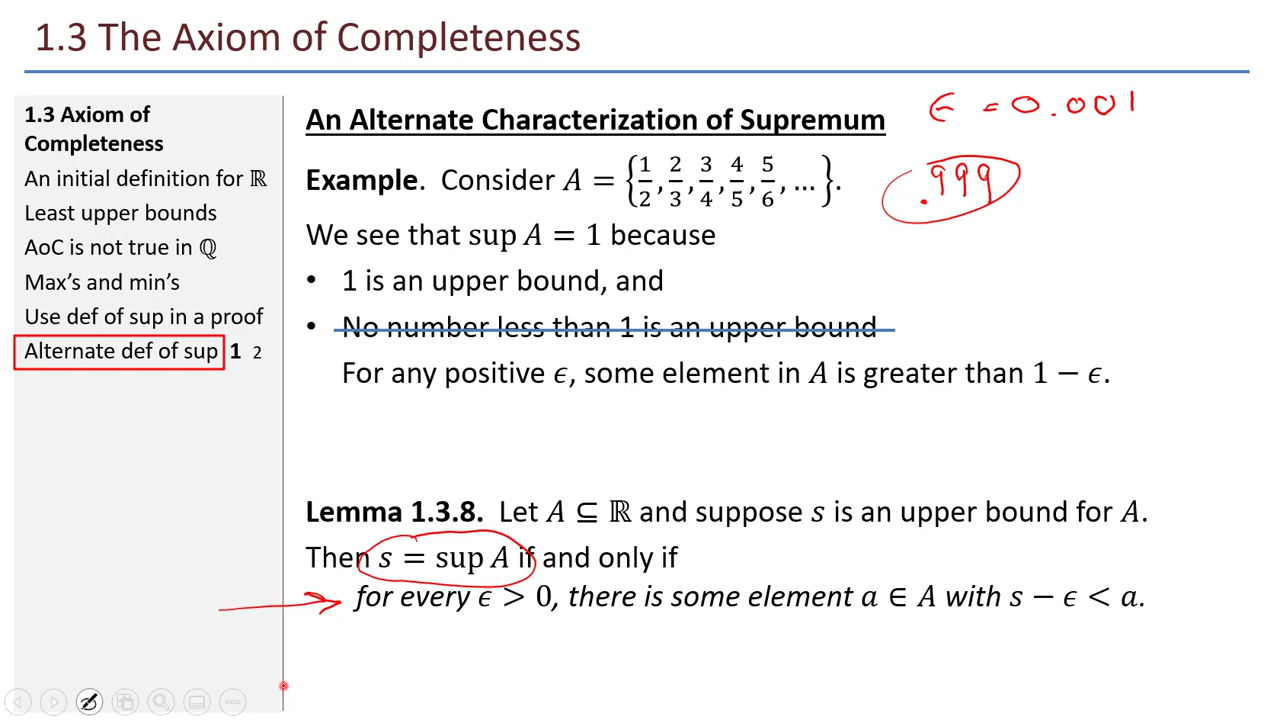 1.3 The Axiom of Completeness
1.3 Axiom of
Completeness
An initial definition for ℝ
Least upper bounds
AoC is not true in ℚ
Max's and min's
Use def of sup in a proof
Alternate def of sup 1 2
An Alternate Characterization of Supremum
ϵ = 0.001
Example. Consider A = {1/2, 2/3, 3/4, 4/5, 5/6, ...}.
.999
We see that sup A = 1 because
• 1 is an upper bound, and
• No number less than 1 is an upper bound
For any positive ϵ, some element in A is greater than 1 − ϵ.
Lemma 1.3.8. Let A ⊆ ℝ and suppose s is an upper bound for A.
Then s = sup A if and only if
for every ϵ > 0, there is some element a ∈ A with s − ϵ < a.